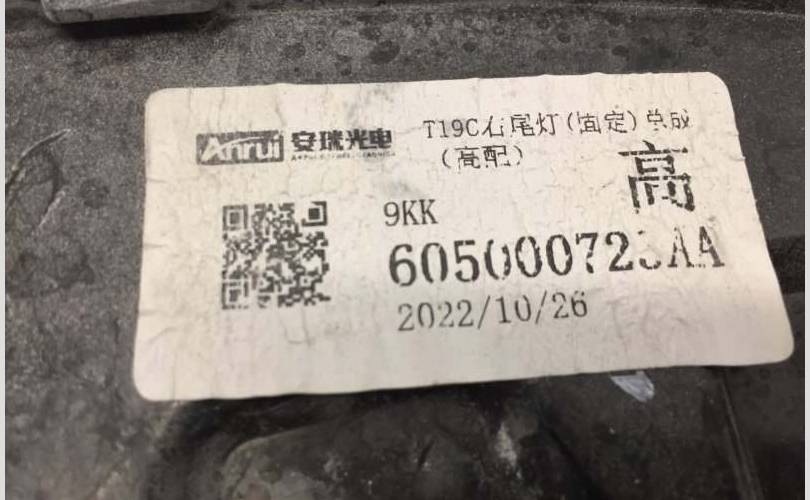 Anrui 安瑞光电
T19C右尾灯(固定)总成
(高配)
高
9KK
2022/10/26